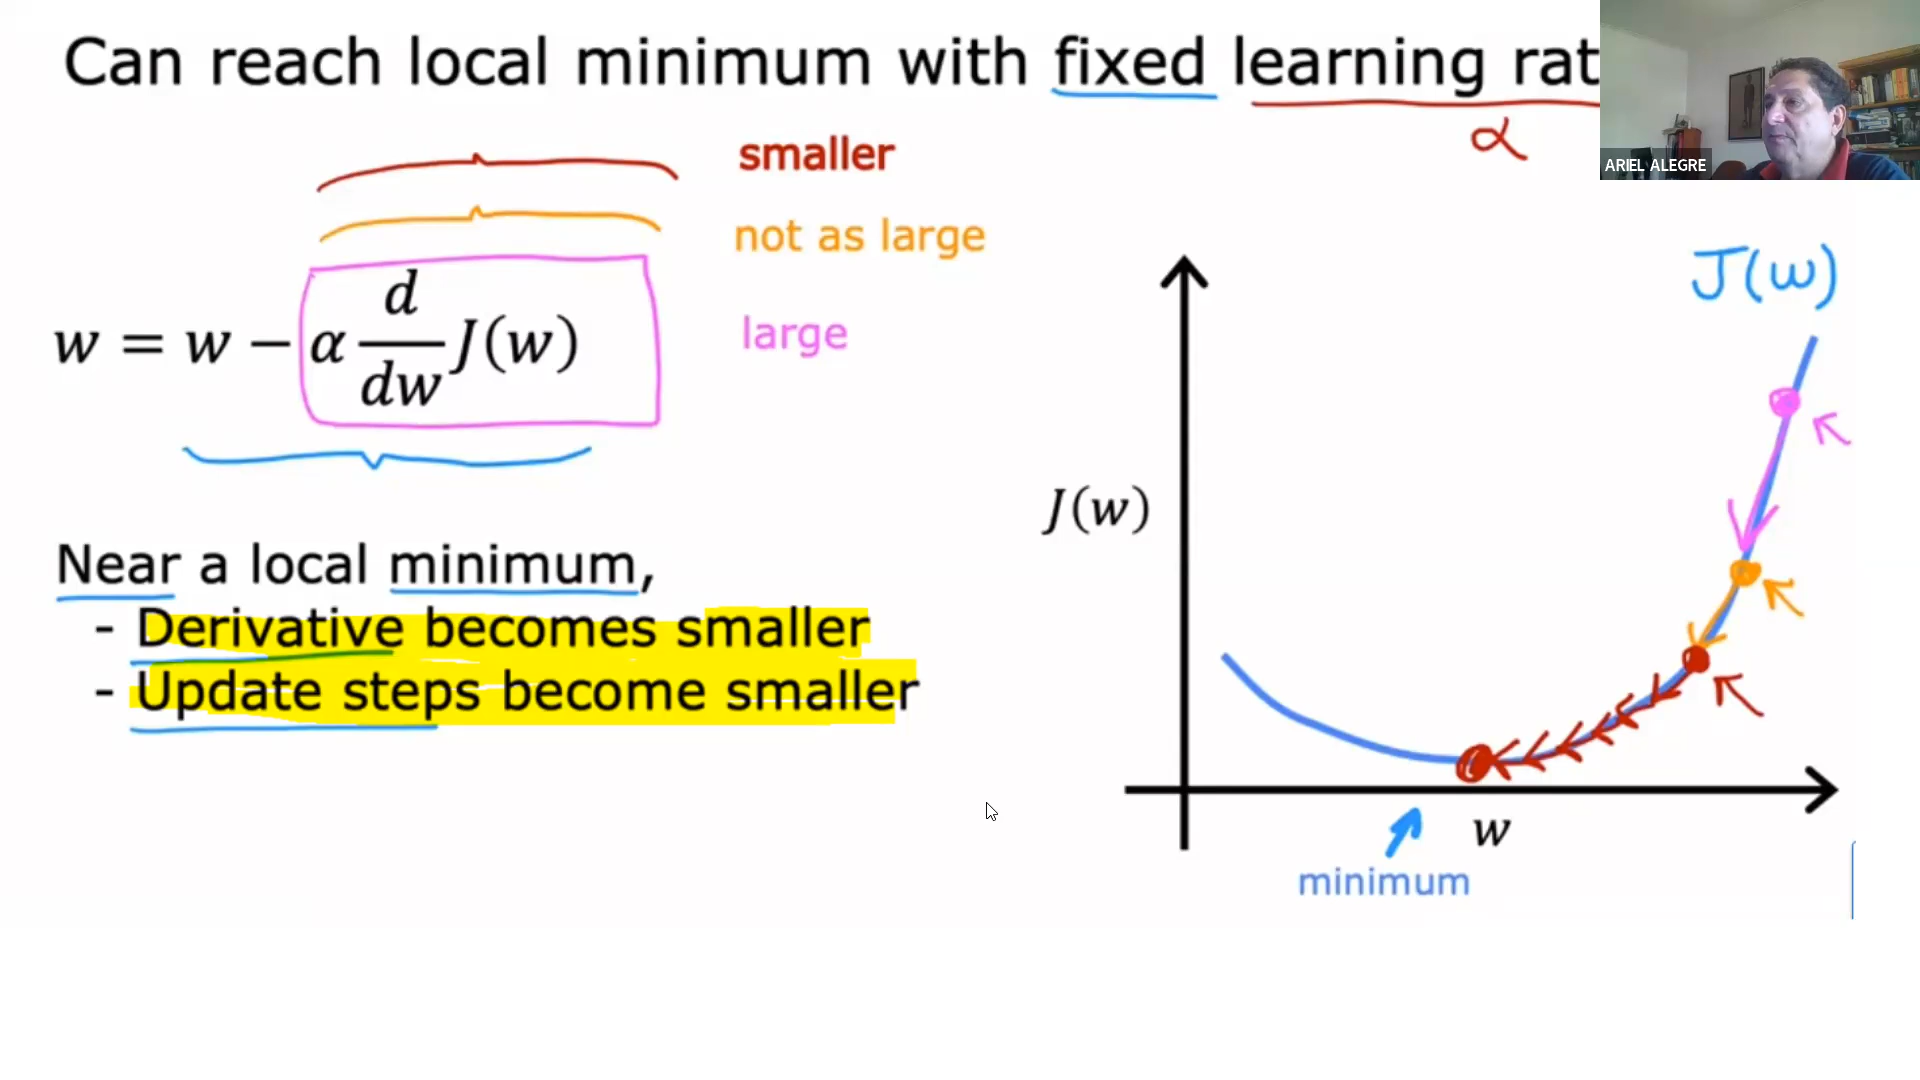 Can reach local minimum with fixed learning rat
α
ARIEL ALEGRE
smaller
not as large
large
w = w − α d/dw J(w)
Near a local minimum,
- Derivative becomes smaller
- Update steps become smaller
J(w)
J(w)
w
minimum